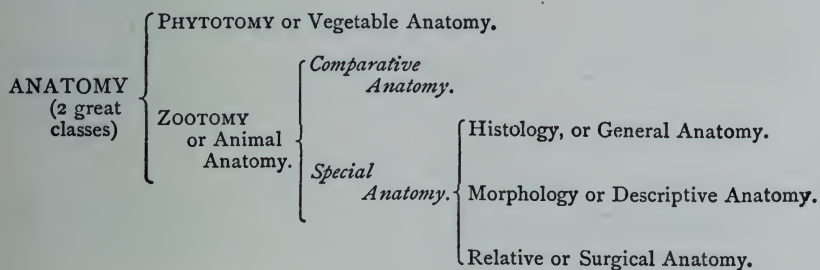 PHYTOTOMY or Vegetable Anatomy.
ANATOMY
(2 great
classes)
ZOOTOMY
or Animal
Anatomy.
Comparative
Anatomy.
Special
Anatomy.
Histology, or General Anatomy.
Morphology or Descriptive Anatomy.
Relative or Surgical Anatomy.